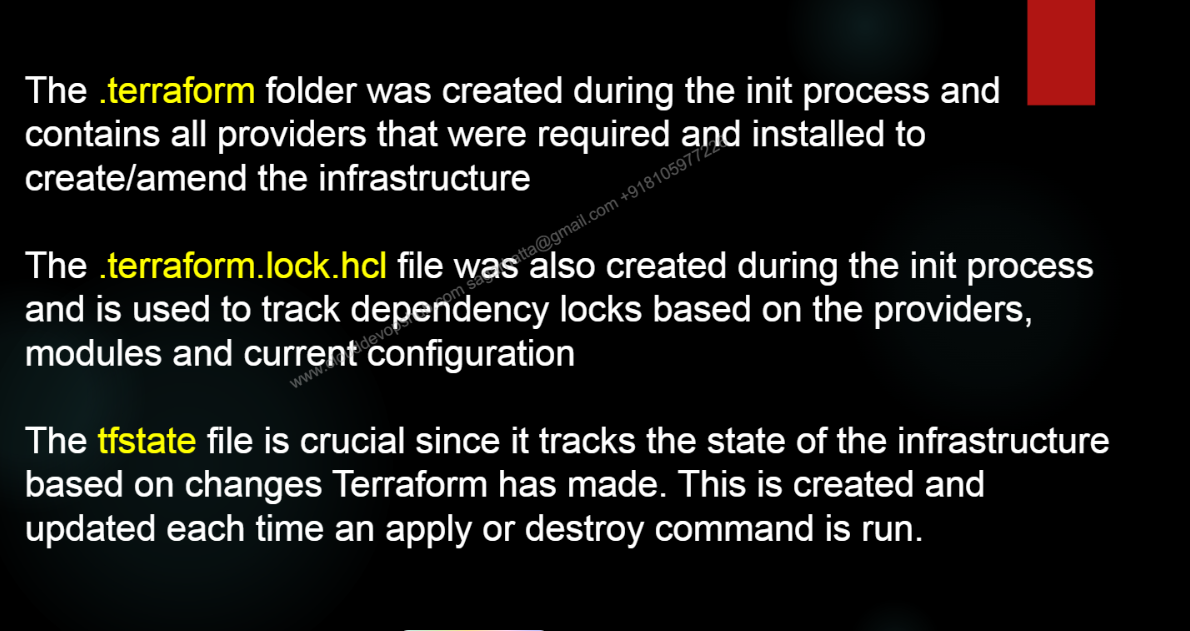 The .terraform folder was created during the init process and
contains all providers that were required and installed to
create/amend the infrastructure
The .terraform.lock.hcl file was also created during the init process
and is used to track dependency locks based on the providers,
modules and current configuration
The tfstate file is crucial since it tracks the state of the infrastructure
based on changes Terraform has made. This is created and
updated each time an apply or destroy command is run.